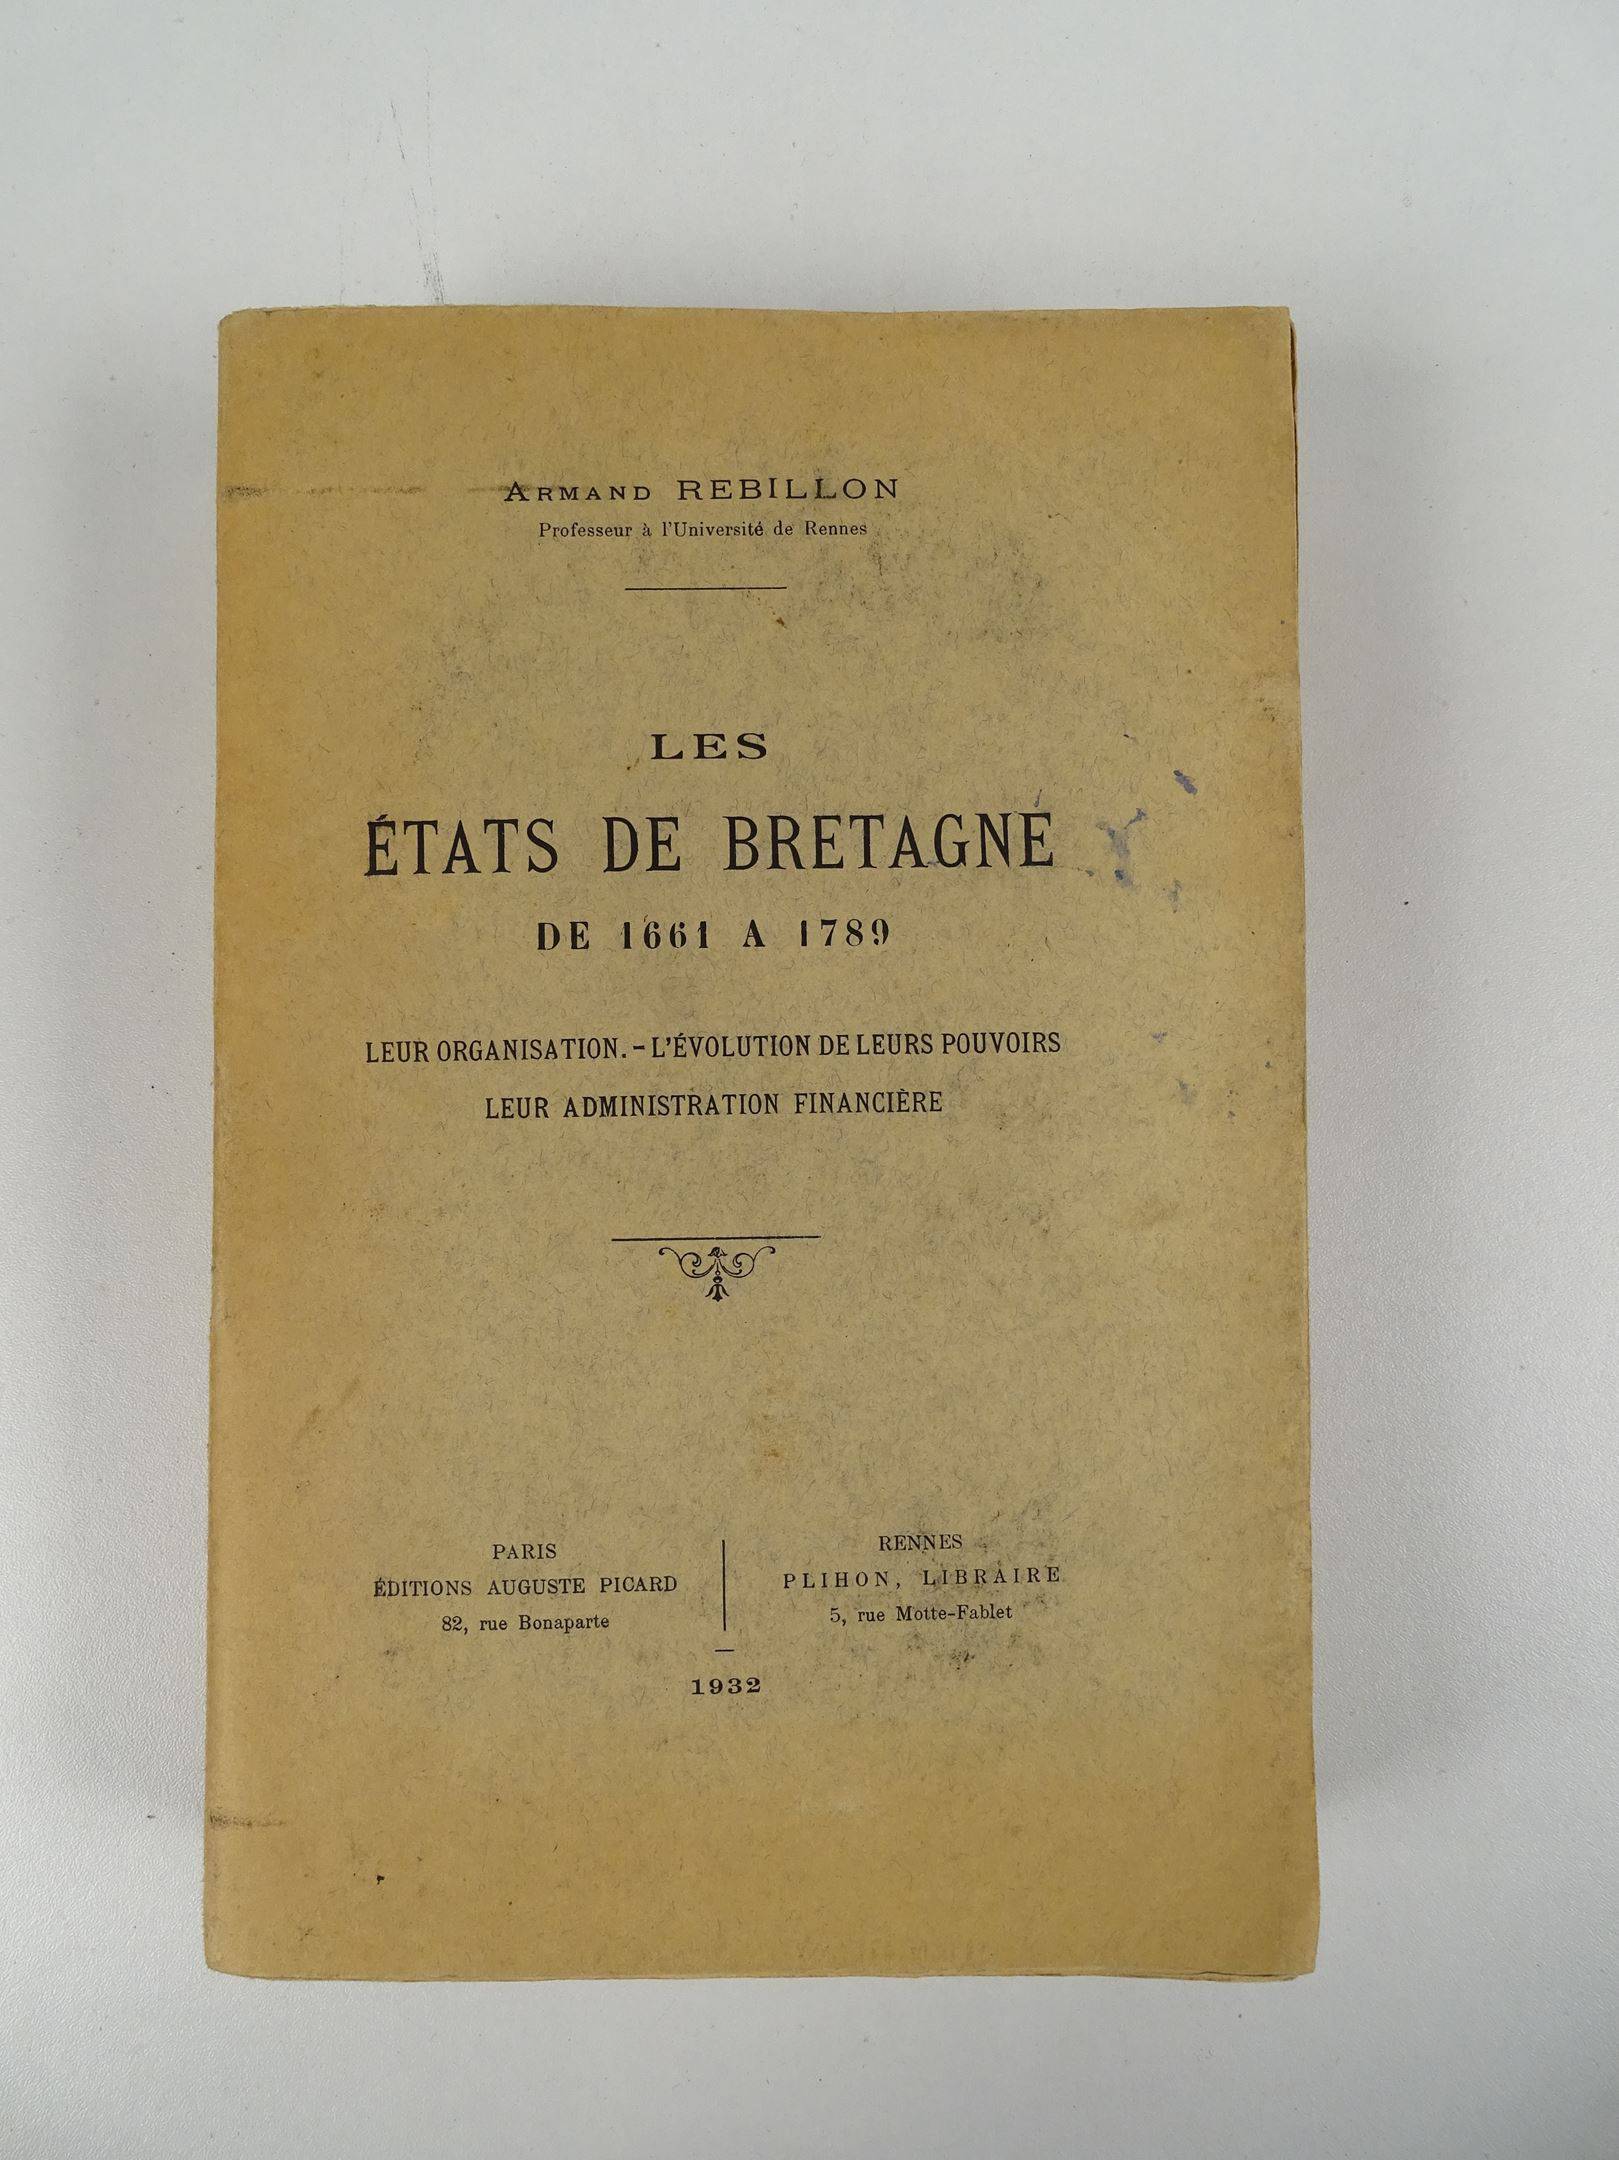 ARMAND REBILLON
Professeur à l'Université de Rennes
LES
ÉTATS DE BRETAGNE
DE 1661 A 1789
LEUR ORGANISATION. - L'ÉVOLUTION DE LEURS POUVOIRS
LEUR ADMINISTRATION FINANCIÈRE
PARIS
ÉDITIONS AUGUSTE PICARD
82, rue Bonaparte
RENNES
PLIHON, LIBRAIRE
5, rue Motte-Fablet
1932